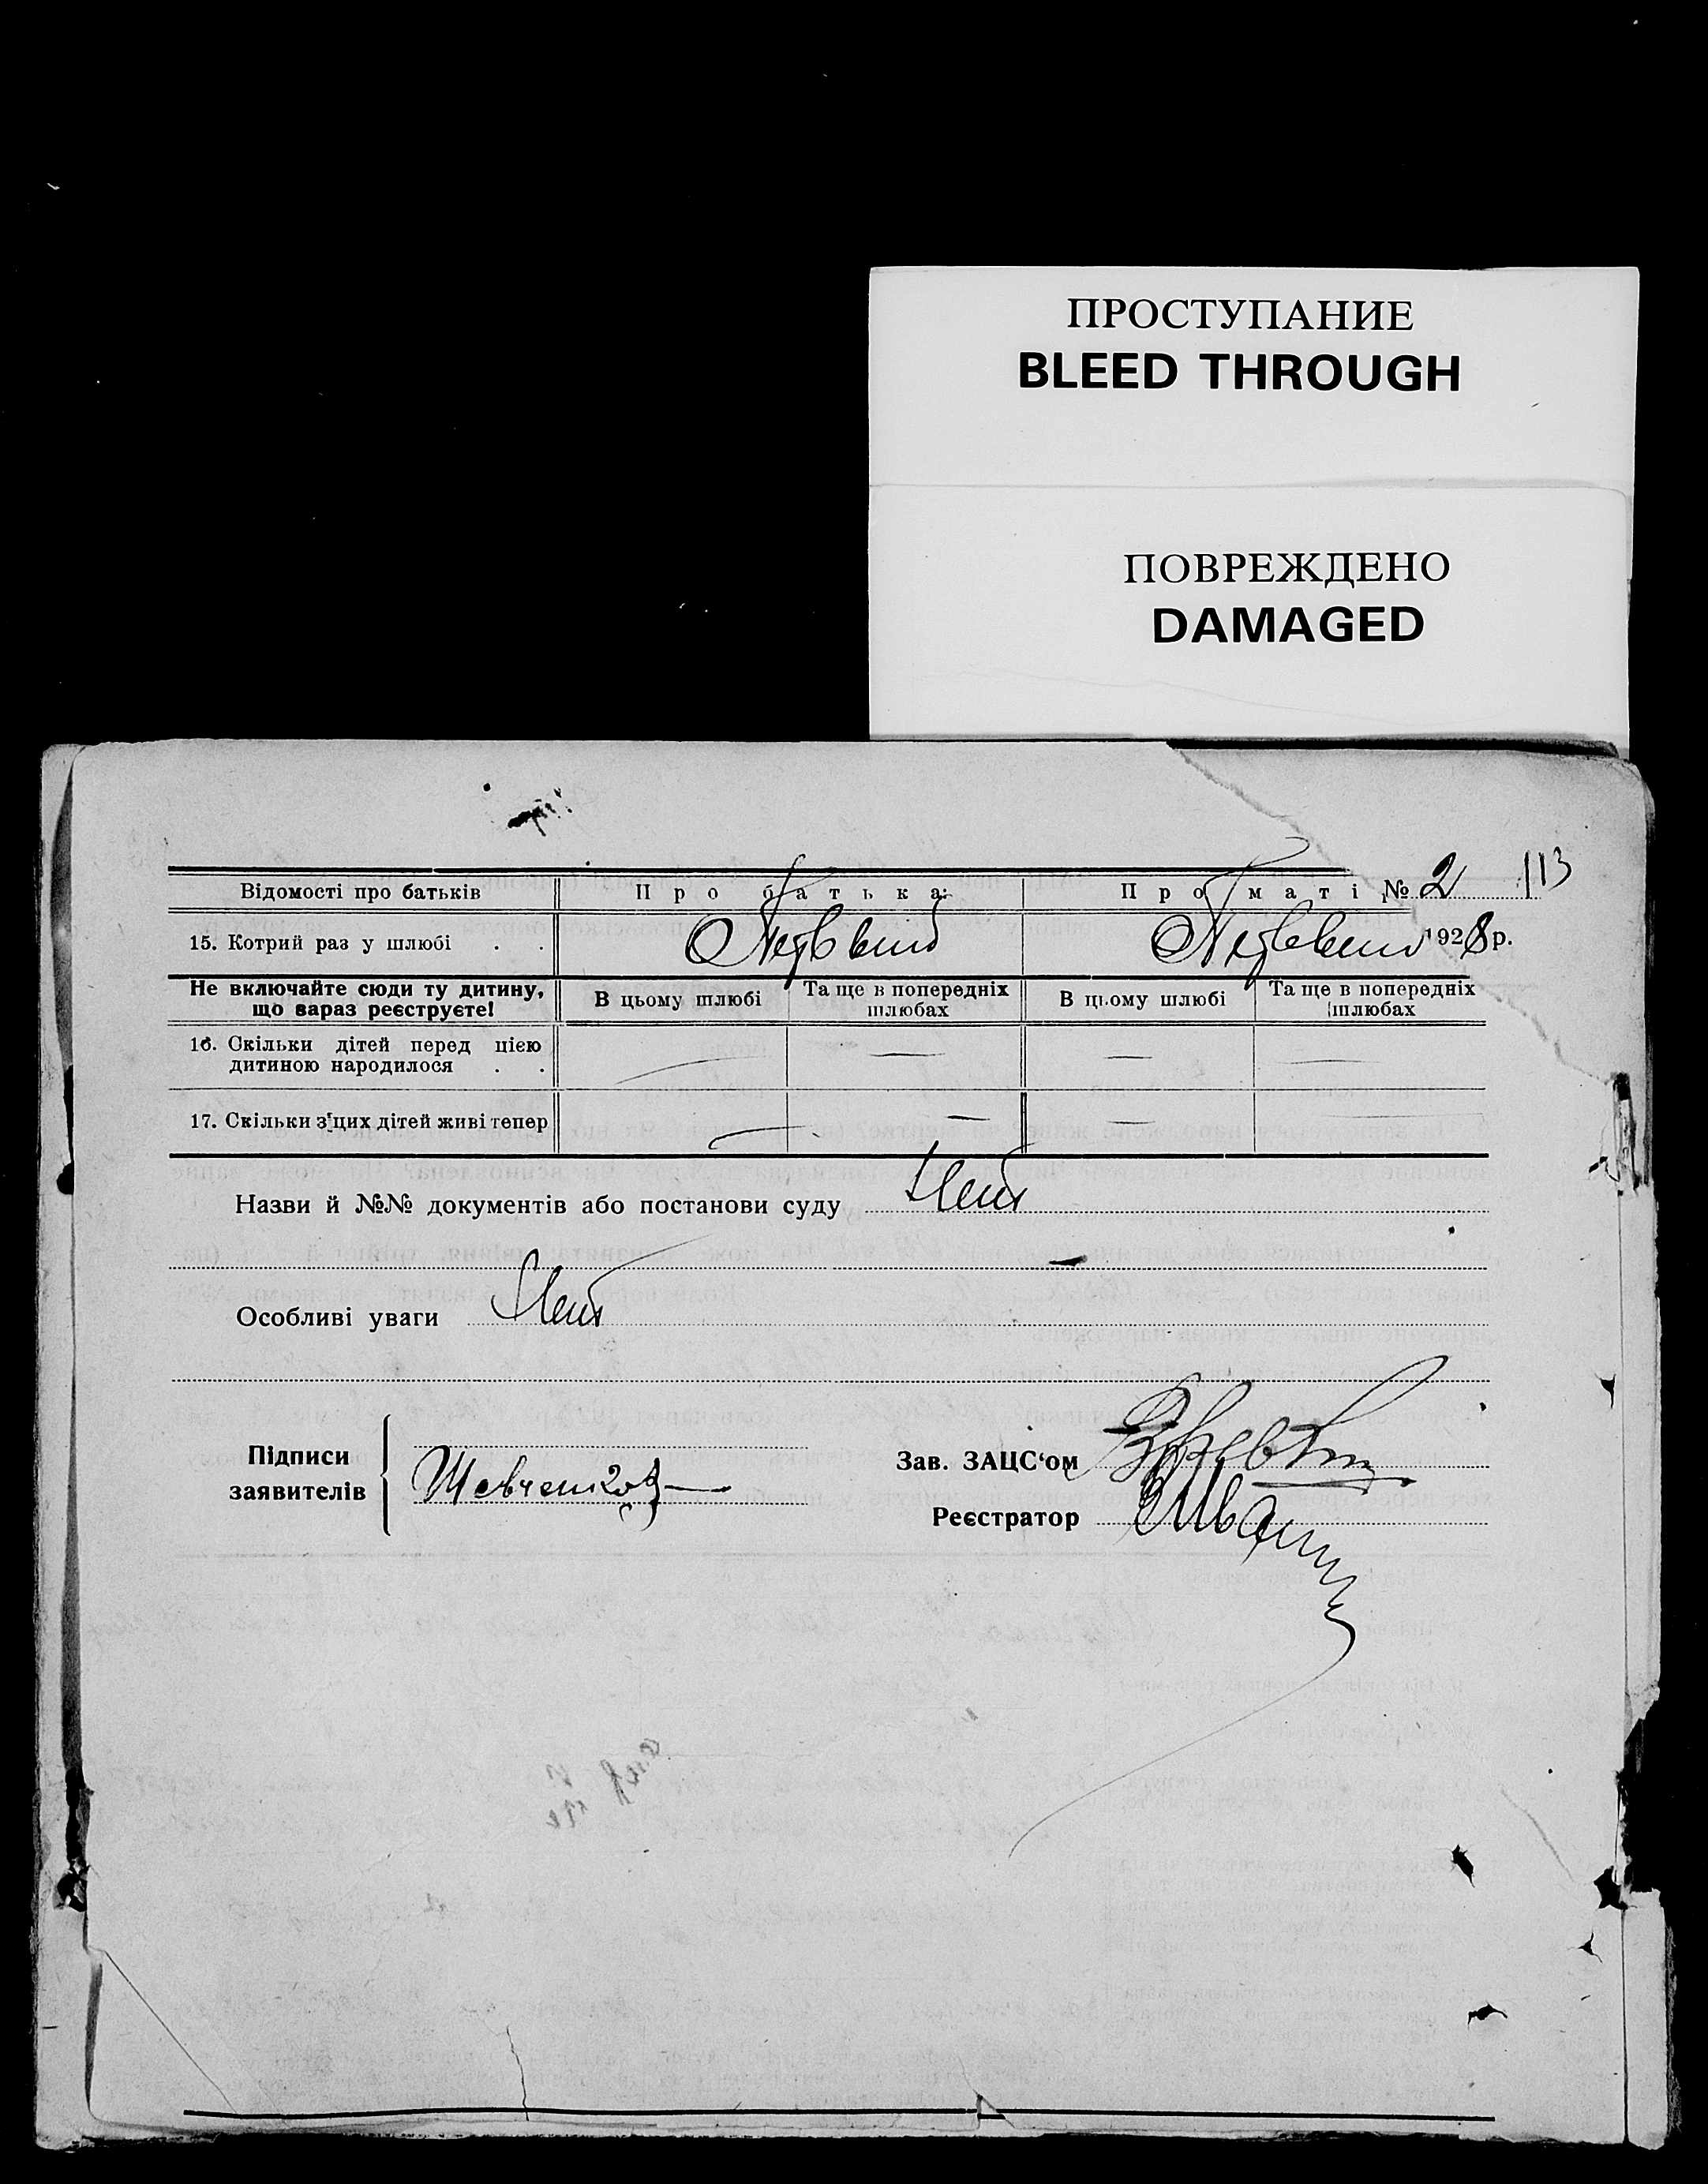 ПРОСТУПАНИЕ
BLEED THROUGH
ПОВРЕЖДЕНО
DAMAGED
Відомості про батьків Про батька: Про матір № 2 113
15. Котрий раз у шлюбі . . Первый Первый 1928 р.
Не включайте сюди ту дитину, що зараз реєструєте! В цьому шлюбі Та ще в попередніх шлюбах В цьому шлюбі Та ще в попередніх шлюбах
16. Скільки дітей перед цією дитиною народилося . . — — — —
17. Скільки з цих дітей живі тепер — — — —
Назви й №№ документів або постанови суду Нет
Особливі уваги Нет
Підписи заявителів Шевченко
Зав. ЗАЦС‘ом
Реєстратор